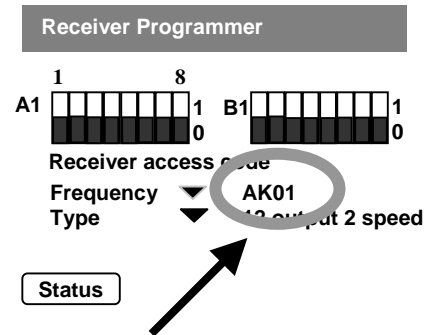 Receiver Programmer
1 8
A1 1 B1 1
0 0
Receiver access code
Frequency AK01
Type 12 output 2 speed
Status